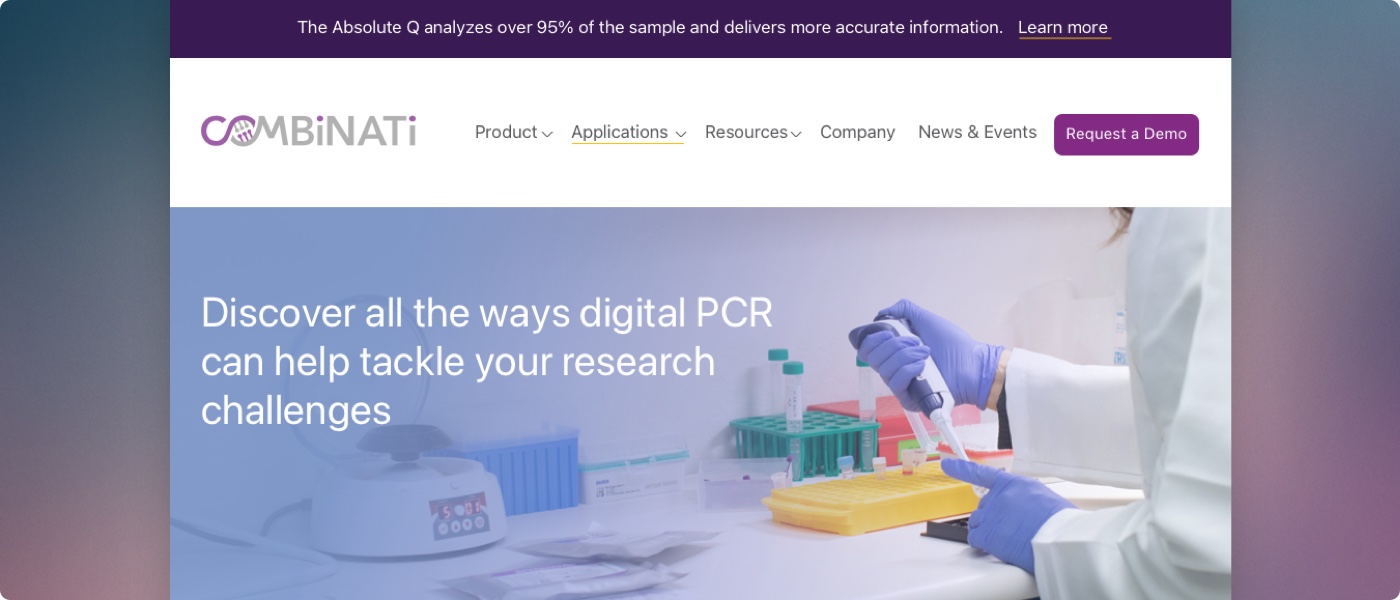 The Absolute Q analyzes over 95% of the sample and delivers more accurate information. Learn more
COMBiNATi
Product Applications Resources Company News & Events Request a Demo
Discover all the ways digital PCR
can help tackle your research
challenges